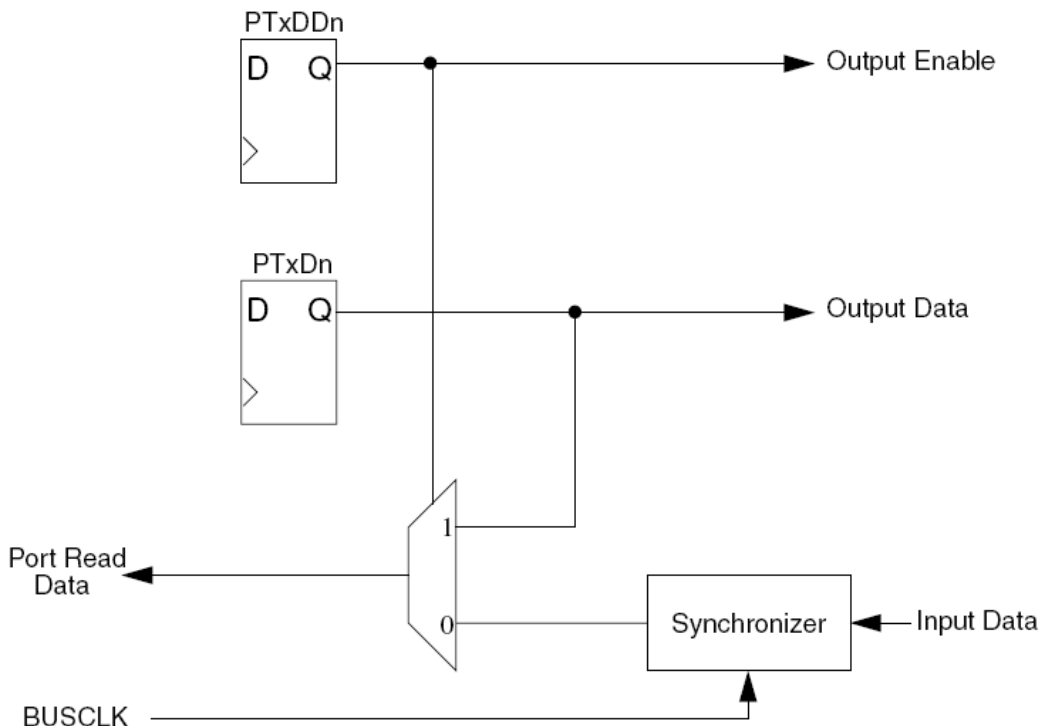 PTxDDn
D Q
Output Enable
PTxDn
D Q
Output Data
1
Port Read
Data
0
Synchronizer
Input Data
BUSCLK